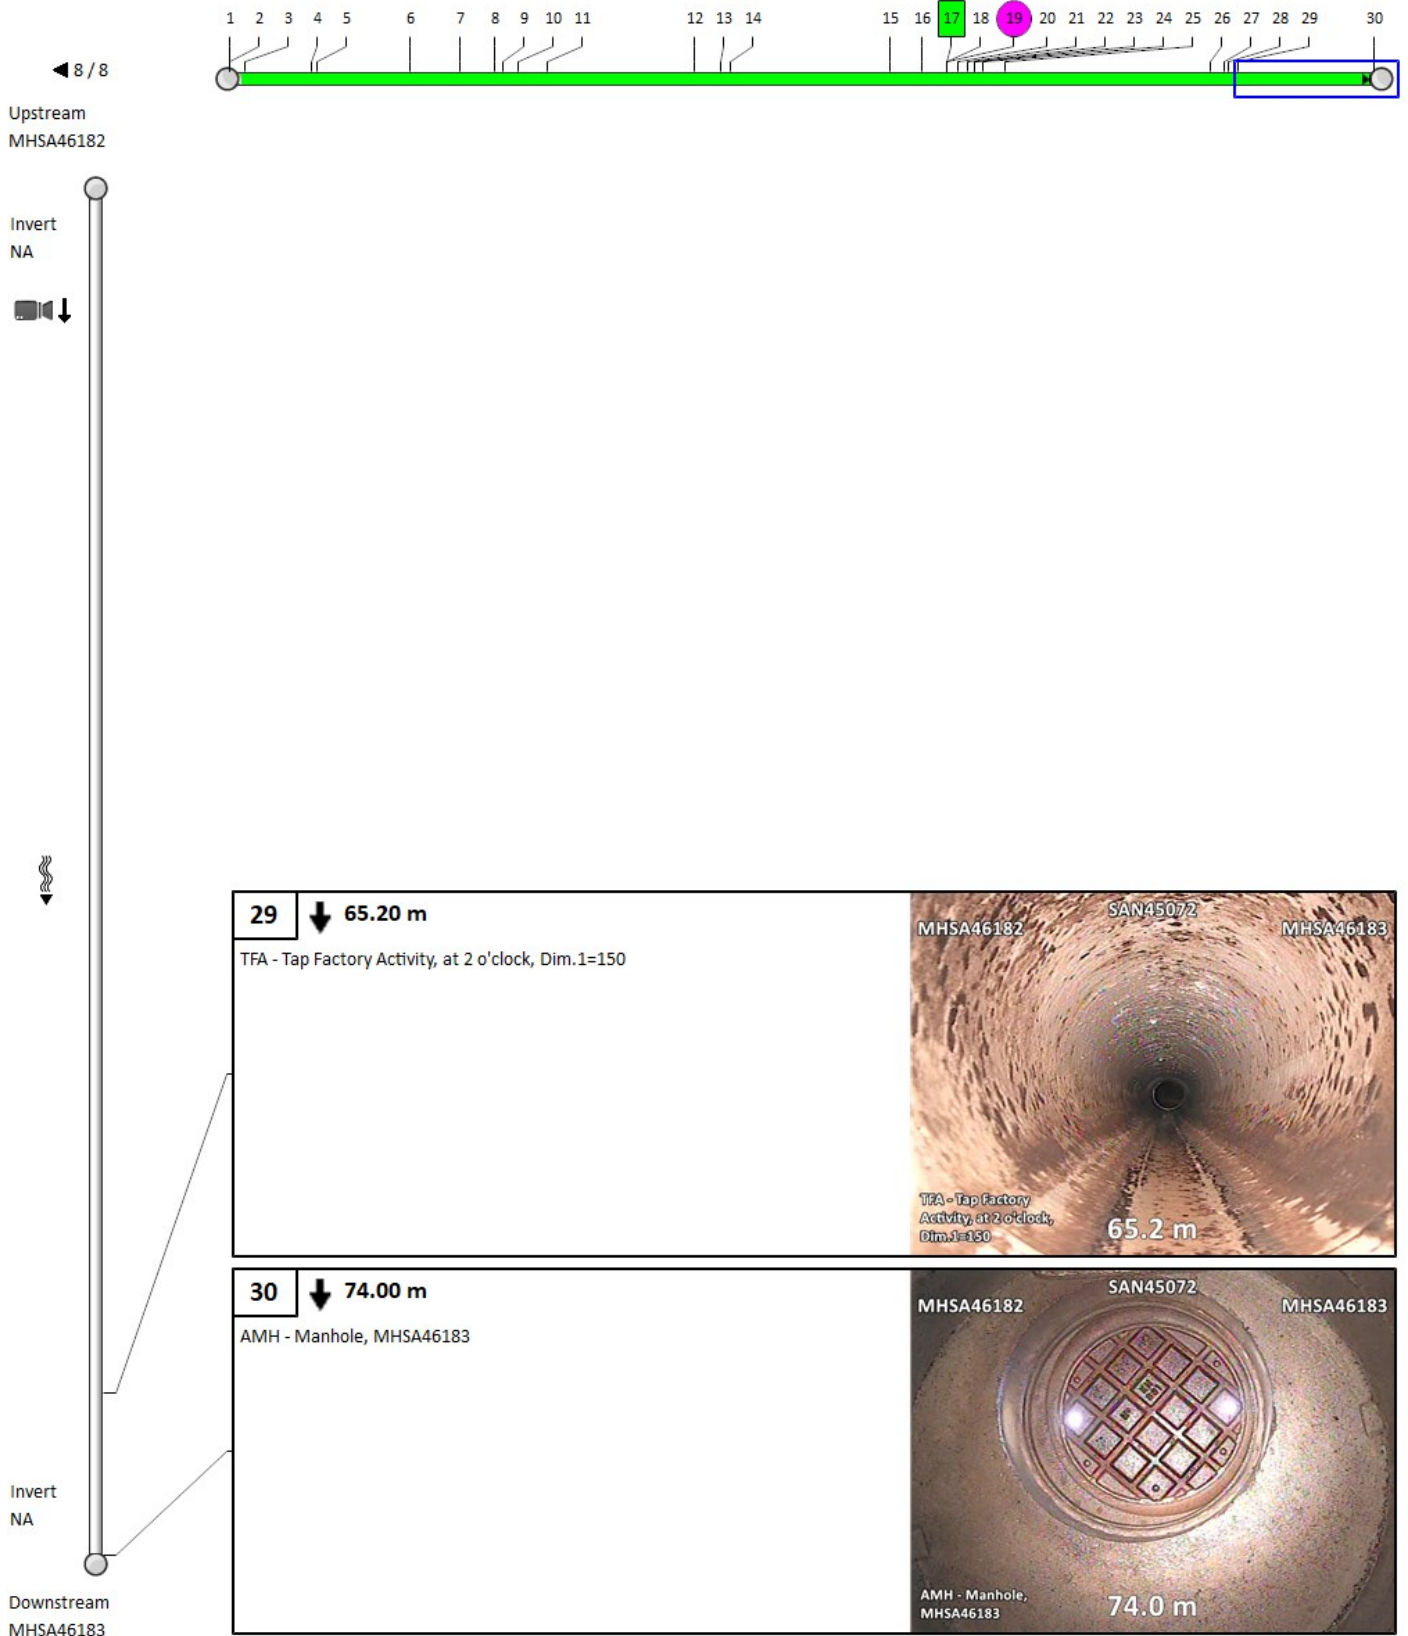 1 2 3 4 5 6 7 8 9 10 11 12 13 14 15 16 17 18 19 20 21 22 23 24 25 26 27 28 29 30
8 / 8
Upstream
MHSA46182
Invert
NA
29 65.20 m
TFA - Tap Factory Activity, at 2 o'clock, Dim.1=150
SAN45072
MHSA46182 MHSA46183
TFA - Tap Factory
Activity, at 2 o'clock,
Dim.1=150
65.2 m
30 74.00 m
AMH - Manhole, MHSA46183
SAN45072
MHSA46182 MHSA46183
AMH - Manhole,
MHSA46183
74.0 m
Invert
NA
Downstream
MHSA46183